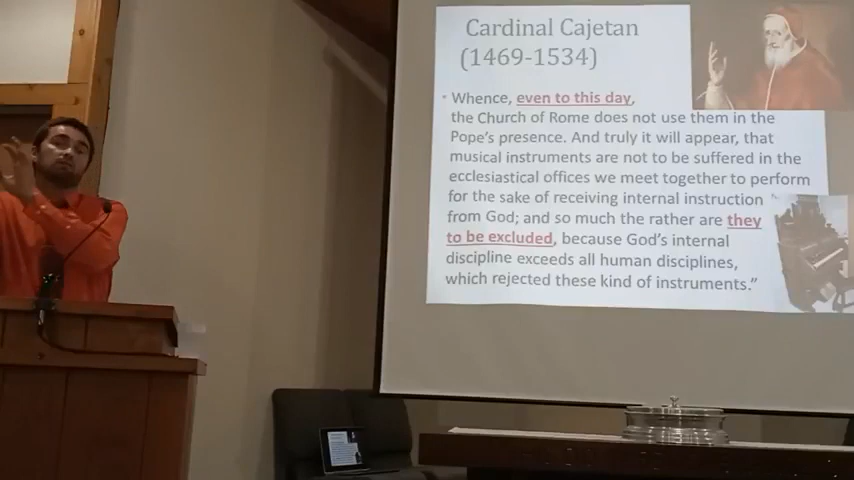 Cardinal Cajetan
(1469-1534)
• Whence, even to this day,
the Church of Rome does not use them in the
Pope's presence. And truly it will appear, that
musical instruments are not to be suffered in the
ecclesiastical offices we meet together to perform
for the sake of receiving internal instruction
from God; and so much the rather are they
to be excluded, because God's internal
discipline exceeds all human disciplines,
which rejected these kind of instruments."